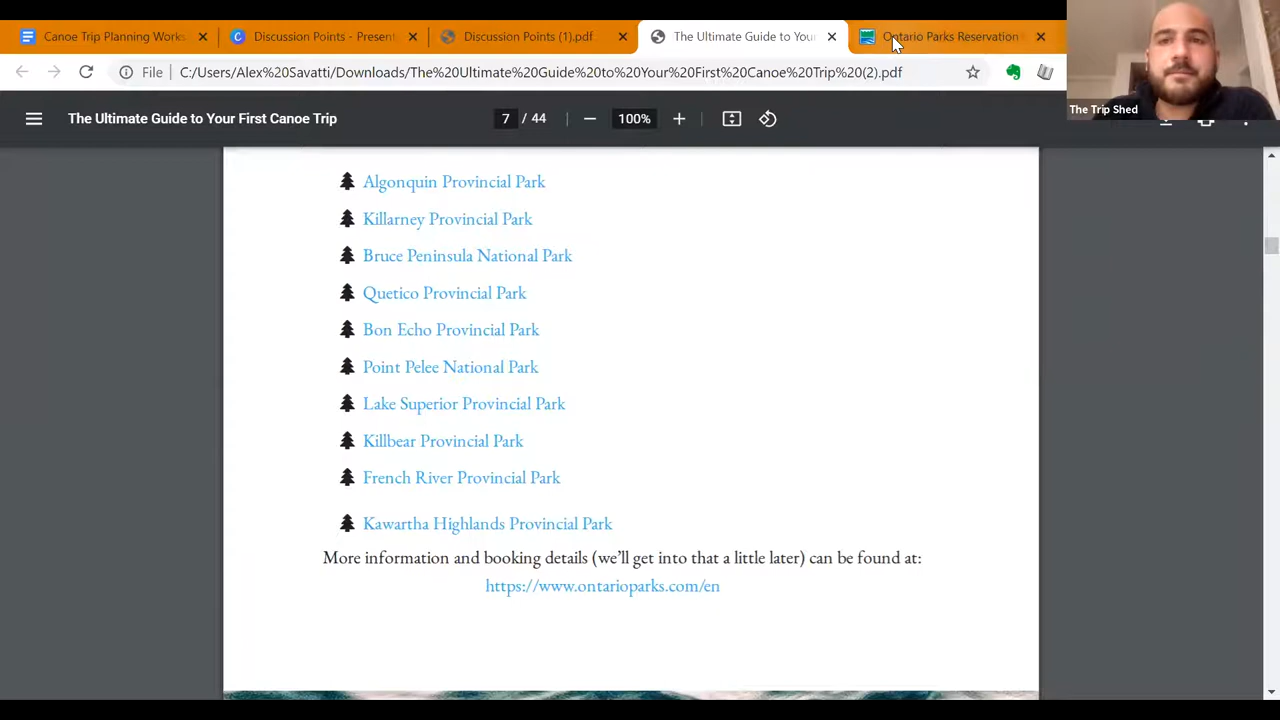 Canoe Trip Planning Works
Discussion Points - Present
Discussion Points (1).pdf
The Ultimate Guide to Your
Ontario Parks Reservation
File
C:/Users/Alex%20Savatti/Downloads/The%20Ultimate%20Guide%20to%20Your%20First%20Canoe%20Trip%20(2).pdf
The Trip Shed
The Ultimate Guide to Your First Canoe Trip
7 / 44
100%
Algonquin Provincial Park
Killarney Provincial Park
Bruce Peninsula National Park
Quetico Provincial Park
Bon Echo Provincial Park
Point Pelee National Park
Lake Superior Provincial Park
Killbear Provincial Park
French River Provincial Park
Kawartha Highlands Provincial Park
More information and booking details (we’ll get into that a little later) can be found at:
https://www.ontarioparks.com/en